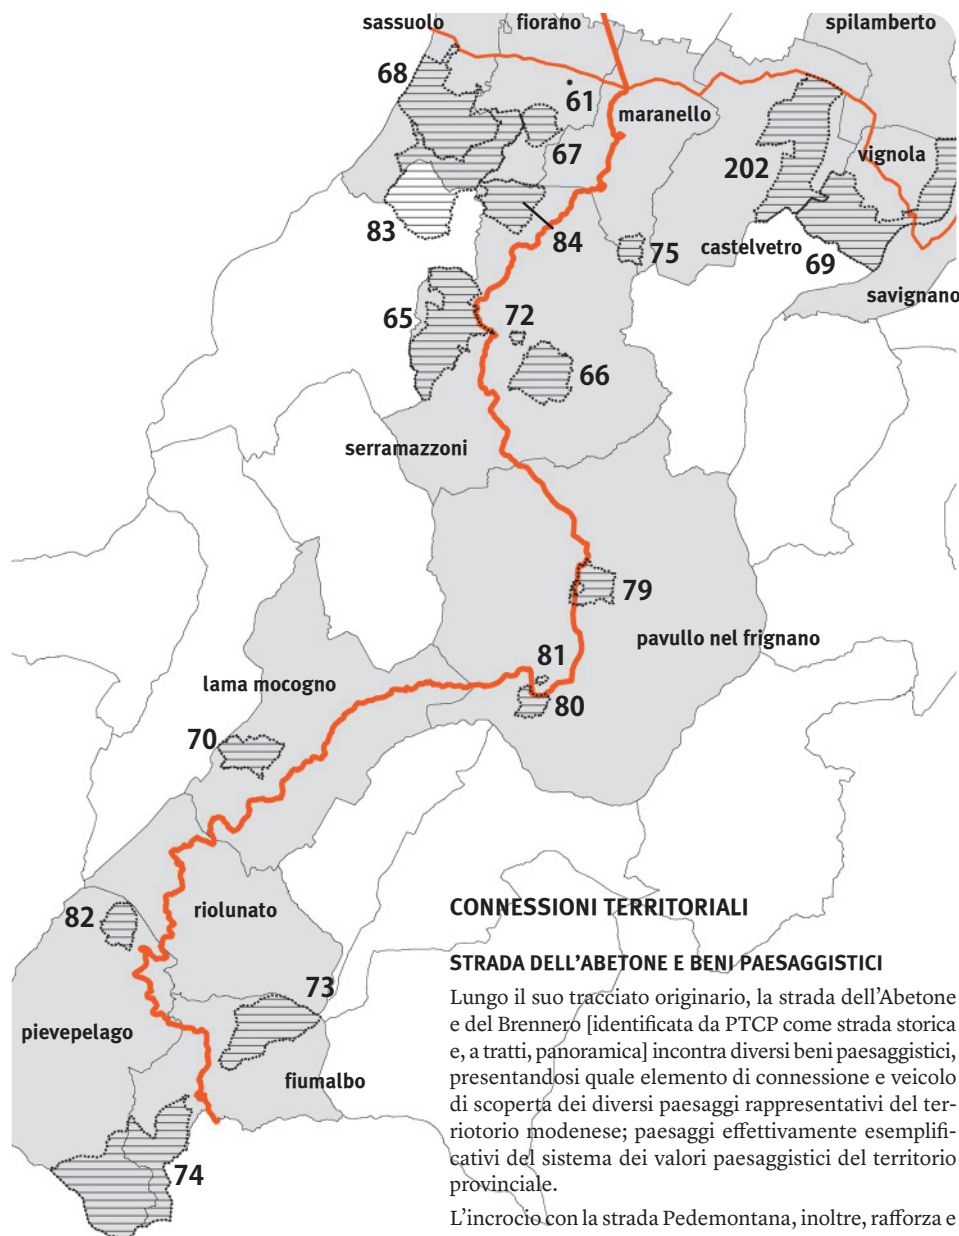 sassuolo
fiorano
spilamberto
68
61
maranello
67
202
vignola
83
84
75
castelvetro
69
savignano
65
72
66
serramazzoni
79
pavullo nel frignano
81
lama mocogno
80
70
82
riolunato
73
pievepelago
fiumalbo
74
CONNESSIONI TERRITORIALI
STRADA DELL'ABETONE E BENI PAESAGGISTICI
Lungo il suo tracciato originario, la strada dell'Abetone
e del Brennero [identificata da PTCP come strada storica
e, a tratti, panoramica] incontra diversi beni paesaggistici,
presentandosi quale elemento di connessione e veicolo
di scoperta dei diversi paesaggi rappresentativi del ter-
riotorio modenese; paesaggi effettivamente esemplifi-
cativi del sistema dei valori paesaggistici del territorio
provinciale.
L'incrocio con la strada Pedemontana, inoltre, rafforza e